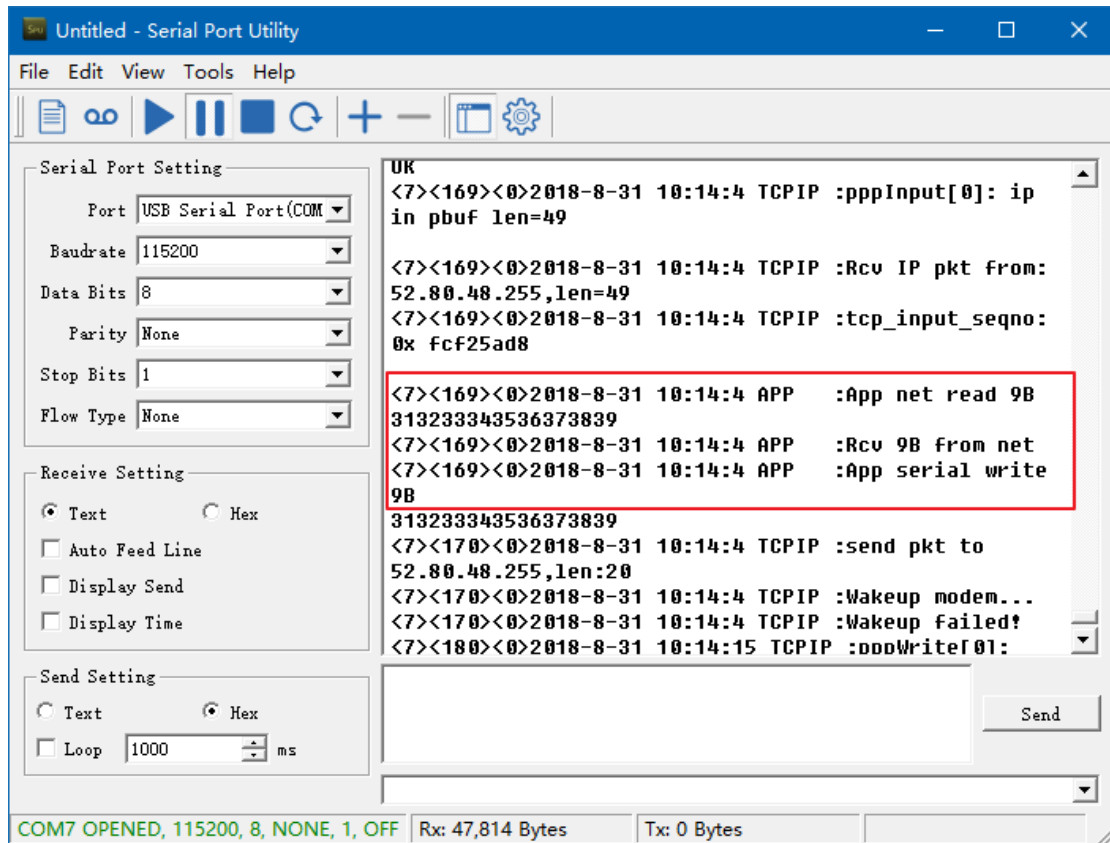 Untitled - Serial Port Utility
File Edit View Tools Help
Serial Port Setting
Port USB Serial Port(COM
Baudrate 115200
Data Bits 8
Parity None
Stop Bits 1
Flow Type None
Receive Setting
Text Hex
Auto Feed Line
Display Send
Display Time
Send Setting
Text Hex
Loop 1000 ms
<7><169><0>2018-8-31 10:14:4 TCPIP :pppInput[0]: ip
in pbuf len=49
<7><169><0>2018-8-31 10:14:4 TCPIP :Rcv IP pkt from:
52.80.48.255,len=49
<7><169><0>2018-8-31 10:14:4 TCPIP :tcp_input_seqno:
0x fcf25ad8
<7><169><0>2018-8-31 10:14:4 APP :App net read 9B
313233343536373839
<7><169><0>2018-8-31 10:14:4 APP :Rcv 9B from net
<7><169><0>2018-8-31 10:14:4 APP :App serial write
9B
313233343536373839
<7><170><0>2018-8-31 10:14:4 TCPIP :send pkt to
52.80.48.255,len:20
<7><170><0>2018-8-31 10:14:4 TCPIP :Wakeup modem...
<7><170><0>2018-8-31 10:14:4 TCPIP :Wakeup failed!
<7><180><0>2018-8-31 10:14:15 TCPIP :pppWrite[0]:
Send
COM7 OPENED, 115200, 8, NONE, 1, OFF Rx: 47,814 Bytes Tx: 0 Bytes